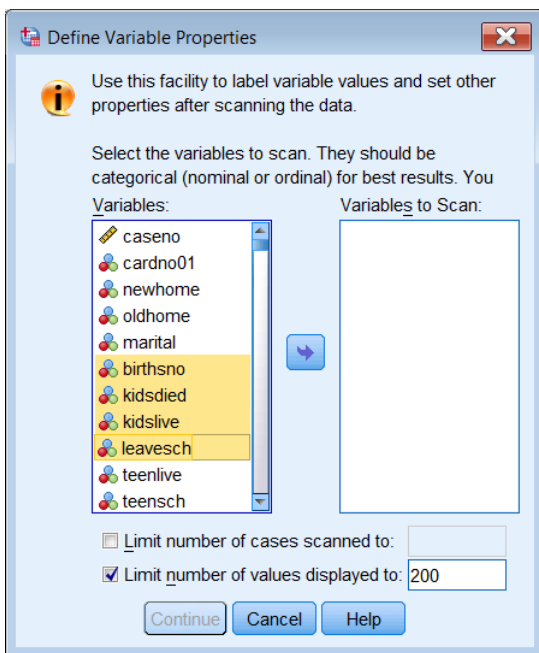 Define Variable Properties
Use this facility to label variable values and set other
properties after scanning the data.
Select the variables to scan. They should be
categorical (nominal or ordinal) for best results. You
Variables:
Variables to Scan:
caseno
cardno01
newhome
oldhome
marital
birthsno
kidsdied
kidslive
leavesch
teenlive
teensch
Limit number of cases scanned to:
Limit number of values displayed to: 200
Continue Cancel Help